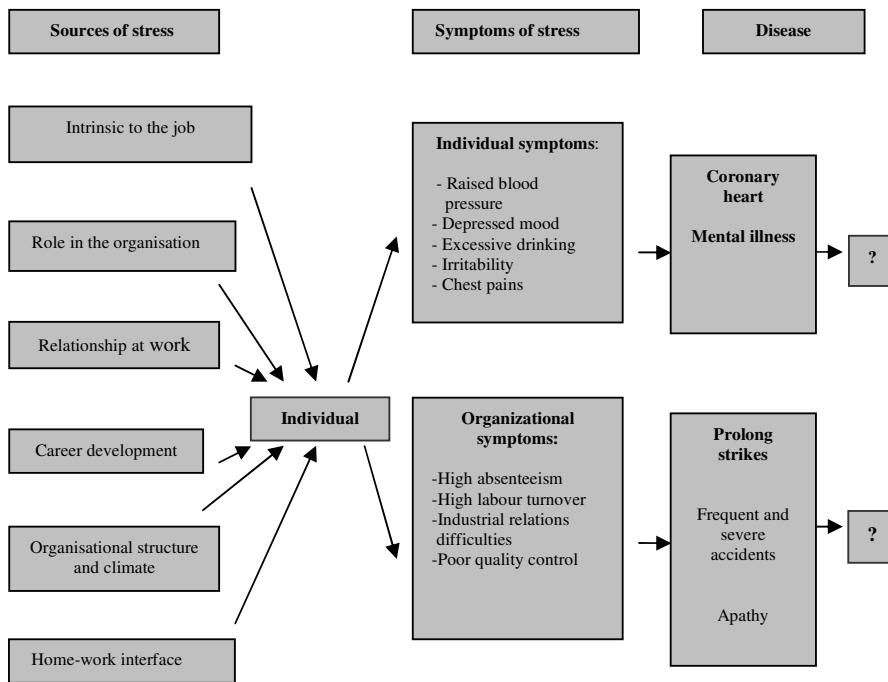 Sources of stress
Symptoms of stress
Disease
Intrinsic to the job
Role in the organisation
Relationship at work
Career development
Organisational structure
and climate
Home-work interface
Individual
Individual symptoms:
- Raised blood
pressure
- Depressed mood
- Excessive drinking
- Irritability
- Chest pains
Organizational
symptoms:
-High absenteeism
-High labour turnover
-Industrial relations
difficulties
-Poor quality control
Coronary
heart
Mental illness
?
Prolong
strikes
Frequent and
severe
accidents
Apathy
?